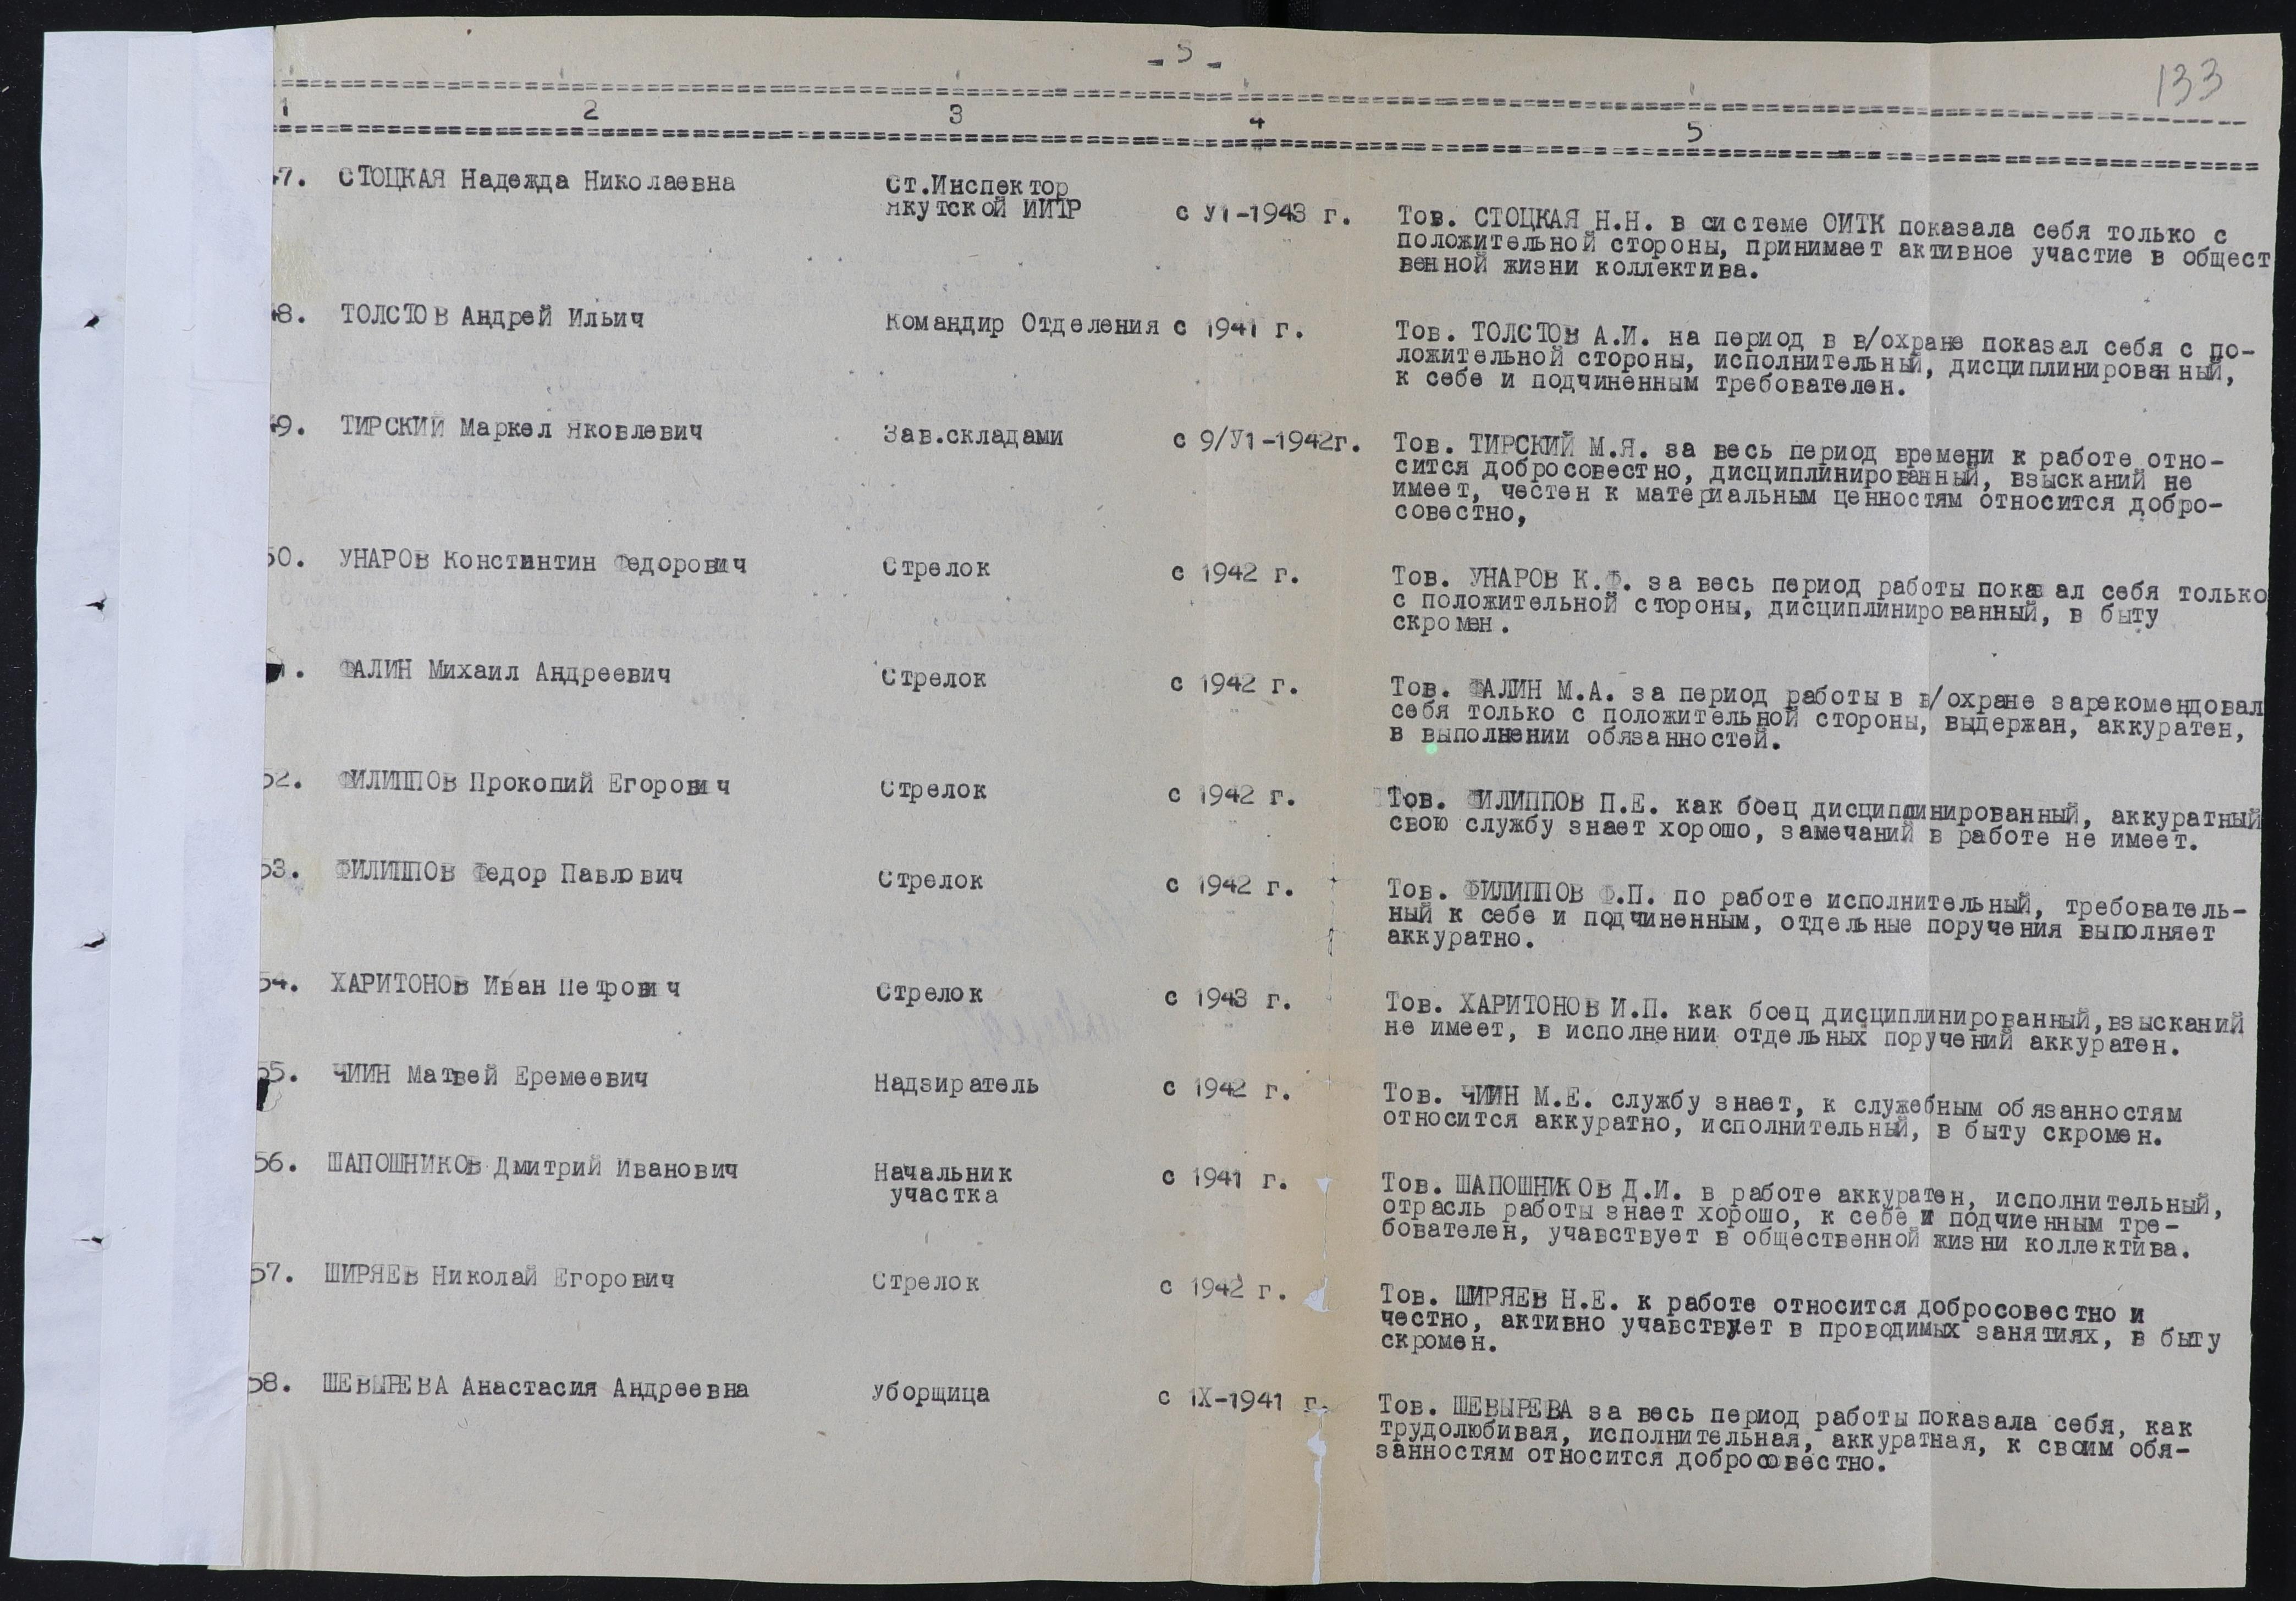 - 5 -
133
1 2 3 4 5
47. СТОЦКАЯ Надежда Николаевна Ст.Инспектор
Якутской ИИТР с У1-1943 г. Тов. СТОЦКАЯ Н.Н. в системе ОИТК показала себя только с
положительной стороны, принимает активное участие в общест
венной жизни коллектива.
48. ТОЛСТОВ Андрей Ильич Командир Отделения с 1941 г. Тов. ТОЛСТОВ А.И. на период в в/охране показал себя с по-
ложительной стороны, исполнительный, дисциплинированный,
к себе и подчиненным требователен.
49. ТИРСКИЙ Маркел Яковлевич Зав.складами с 9/У1-1942г. Тов. ТИРСКИЙ М.Я. за весь период времени к работе отно-
сится добросовестно, дисциплинированный, взысканий не
имеет, честен к материальным ценностям относится добро-
совестно,
50. УНАРОВ Константин Федорович Стрелок с 1942 г. Тов. УНАРОВ К.Ф. за весь период работы показал себя только
с положительной стороны, дисциплинированный, в быту
скромен.
1. ФАЛИН Михаил Андреевич Стрелок с 1942 г. Тов. ФАЛИН М.А. за период работы в в/охране зарекомендовал
себя только с положительной стороны, выдержан, аккуратен,
в выполнении обязанностей.
52. ФИЛИППОВ Прокопий Егорович Стрелок с 1942 г. Тов. ФИЛИППОВ П.Е. как боец дисциплинированный, аккуратный
свою службу знает хорошо, замечаний в работе не имеет.
53. ФИЛИППОВ Федор Павлович Стрелок с 1942 г. Тов. ФИЛИППОВ Ф.П. по работе исполнительный, требователь-
ный к себе и подчиненным, отдельные поручения выполняет
аккуратно.
54. ХАРИТОНОВ Иван Петрович Стрелок с 1943 г. Тов. ХАРИТОНОВ И.П. как боец дисциплинированный,взысканий
не имеет, в исполнении отдельных поручений аккуратен.
55. ЧИИН Матвей Еремеевич Надзиратель с 1942 г. Тов. ЧИИН М.Е. службу знает, к служебным обязанностям
относится аккуратно, исполнительный, в быту скромен.
56. ШАПОШНИКОВ Дмитрий Иванович Начальник
участка с 1941 г. Тов. ШАПОШНИКОВ Д.И. в работе аккуратен, исполнительный,
отрасль работы знает хорошо, к себе и подчиенным тре-
бователен, учавствует в общественной жизни коллектива.
57. ШИРЯЕВ Николай Егорович Стрелок с 1942 г. Тов. ШИРЯЕВ Н.Е. к работе относится добросовестно и
честно, активно учавствует в проводимых занятиях, в быту
скромен.
58. ШЕВЫРЕВА Анастасия Андреевна Уборщица с IX-1941 г. Тов. ШЕВЫРЕВА за весь период работы показала себя, как
трудолюбивая, исполнительная, аккуратная, к своим обя-
занностям относится добросовестно.